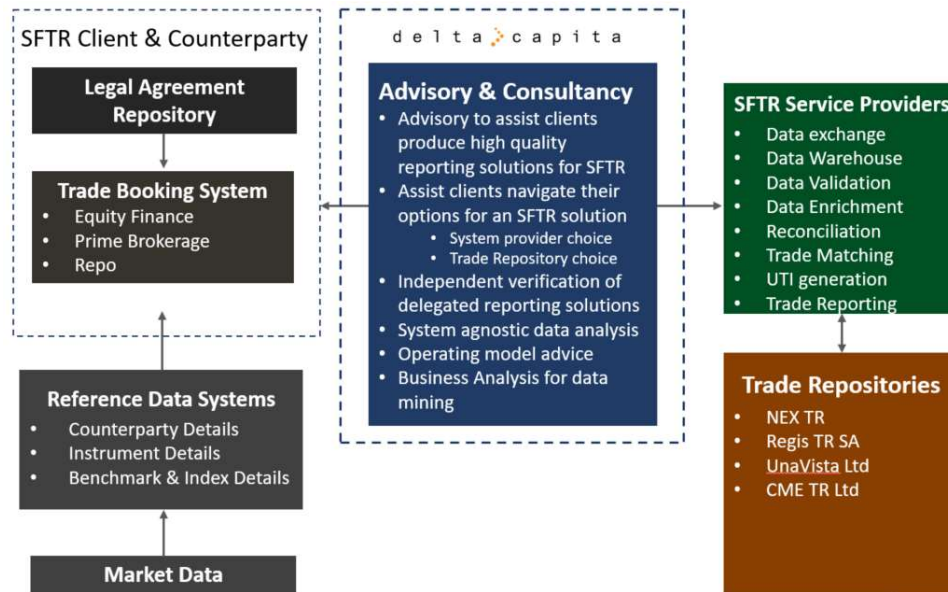 SFTR Client & Counterparty
Legal Agreement
Repository
Trade Booking System
• Equity Finance
• Prime Brokerage
• Repo
Reference Data Systems
• Counterparty Details
• Instrument Details
• Benchmark & Index Details
Market Data
delta capita
Advisory & Consultancy
• Advisory to assist clients
produce high quality
reporting solutions for SFTR
• Assist clients navigate their
options for an SFTR solution
• System provider choice
• Trade Repository choice
• Independent verification of
delegated reporting solutions
• System agnostic data analysis
• Operating model advice
• Business Analysis for data
mining
SFTR Service Providers
• Data exchange
• Data Warehouse
• Data Validation
• Data Enrichment
• Reconciliation
• Trade Matching
• UTI generation
• Trade Reporting
Trade Repositories
• NEX TR
• Regis TR SA
• UnaVista Ltd
• CME TR Ltd